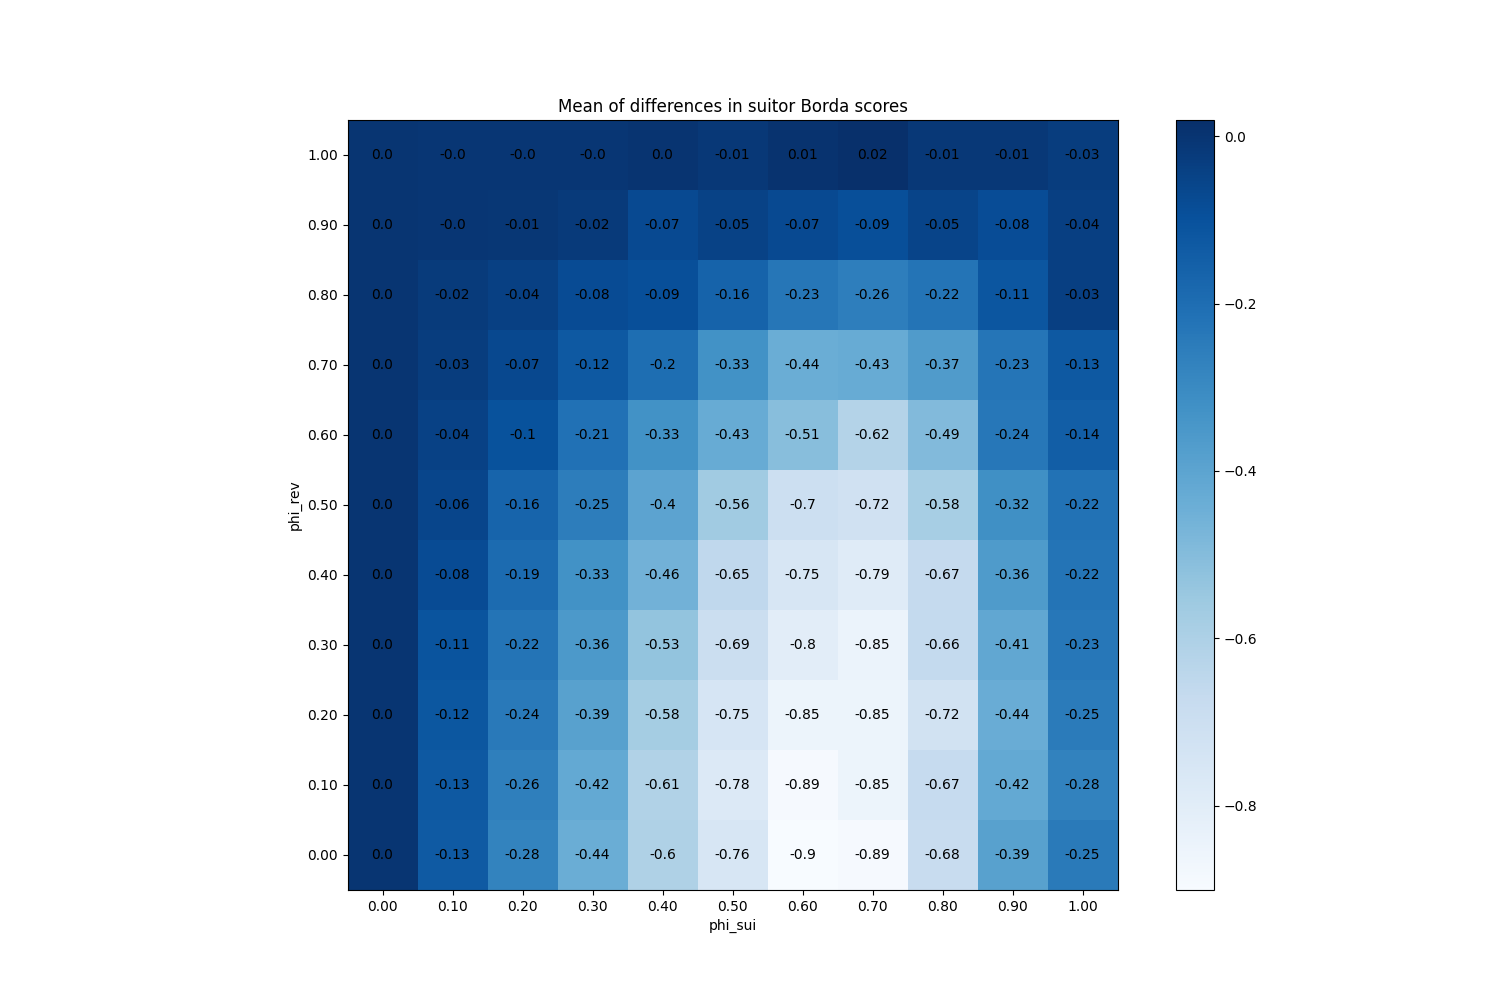 Mean of differences in suitor Borda scores
1.00 0.0 -0.0 -0.0 -0.0 0.0 -0.01 0.01 0.02 -0.01 -0.01 -0.03
0.90 0.0 -0.0 -0.01 -0.02 -0.07 -0.05 -0.07 -0.09 -0.05 -0.08 -0.04
0.80 0.0 -0.02 -0.04 -0.08 -0.09 -0.16 -0.23 -0.26 -0.22 -0.11 -0.03
0.70 0.0 -0.03 -0.07 -0.12 -0.2 -0.33 -0.44 -0.43 -0.37 -0.23 -0.13
0.60 0.0 -0.04 -0.1 -0.21 -0.33 -0.43 -0.51 -0.62 -0.49 -0.24 -0.14
phi_rev
0.50 0.0 -0.06 -0.16 -0.25 -0.4 -0.56 -0.7 -0.72 -0.58 -0.32 -0.22
0.40 0.0 -0.08 -0.19 -0.33 -0.46 -0.65 -0.75 -0.79 -0.67 -0.36 -0.22
0.30 0.0 -0.11 -0.22 -0.36 -0.53 -0.69 -0.8 -0.85 -0.66 -0.41 -0.23
0.20 0.0 -0.12 -0.24 -0.39 -0.58 -0.75 -0.85 -0.85 -0.72 -0.44 -0.25
0.10 0.0 -0.13 -0.26 -0.42 -0.61 -0.78 -0.89 -0.85 -0.67 -0.42 -0.28
0.00 0.0 -0.13 -0.28 -0.44 -0.6 -0.76 -0.9 -0.89 -0.68 -0.39 -0.25
0.00 0.10 0.20 0.30 0.40 0.50 0.60 0.70 0.80 0.90 1.00
phi_sui
0.0
−0.2
−0.4
−0.6
−0.8